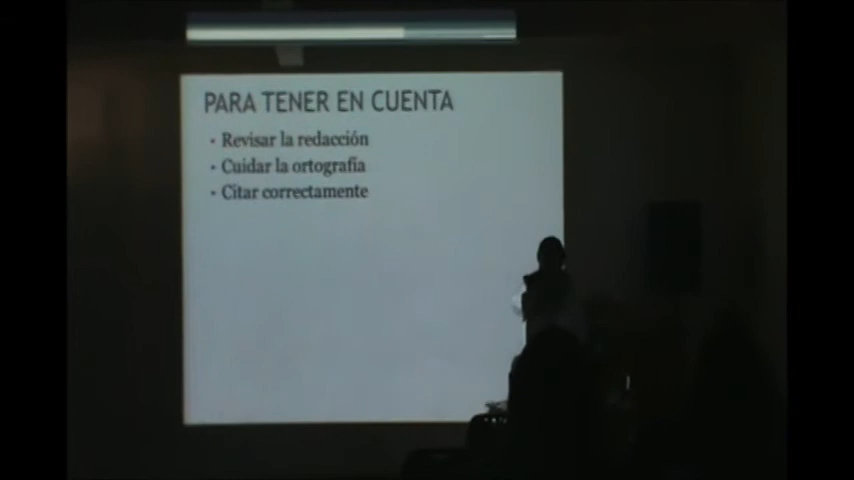 PARA TENER EN CUENTA
• Revisar la redacción
• Cuidar la ortografía
• Citar correctamente